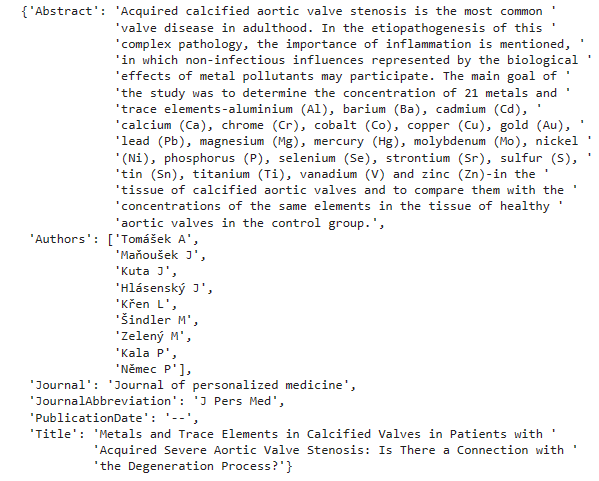 {'Abstract': 'Acquired calcified aortic valve stenosis is the most common '
'valve disease in adulthood. In the etiopathogenesis of this '
'complex pathology, the importance of inflammation is mentioned, '
'in which non-infectious influences represented by the biological '
'effects of metal pollutants may participate. The main goal of '
'the study was to determine the concentration of 21 metals and '
'trace elements-aluminium (Al), barium (Ba), cadmium (Cd), '
'calcium (Ca), chrome (Cr), cobalt (Co), copper (Cu), gold (Au), '
'lead (Pb), magnesium (Mg), mercury (Hg), molybdenum (Mo), nickel '
'(Ni), phosphorus (P), selenium (Se), strontium (Sr), sulfur (S), '
'tin (Sn), titanium (Ti), vanadium (V) and zinc (Zn)-in the '
'tissue of calcified aortic valves and to compare them with the '
'concentrations of the same elements in the tissue of healthy '
'aortic valves in the control group.',
'Authors': ['Tomášek A',
'Maňoušek J',
'Kuta J',
'Hlásenský J',
'Křen L',
'Šindler M',
'Zelený M',
'Kala P',
'Němec P'],
'Journal': 'Journal of personalized medicine',
'JournalAbbreviation': 'J Pers Med',
'PublicationDate': '--',
'Title': 'Metals and Trace Elements in Calcified Valves in Patients with '
'Acquired Severe Aortic Valve Stenosis: Is There a Connection with '
'the Degeneration Process?'}